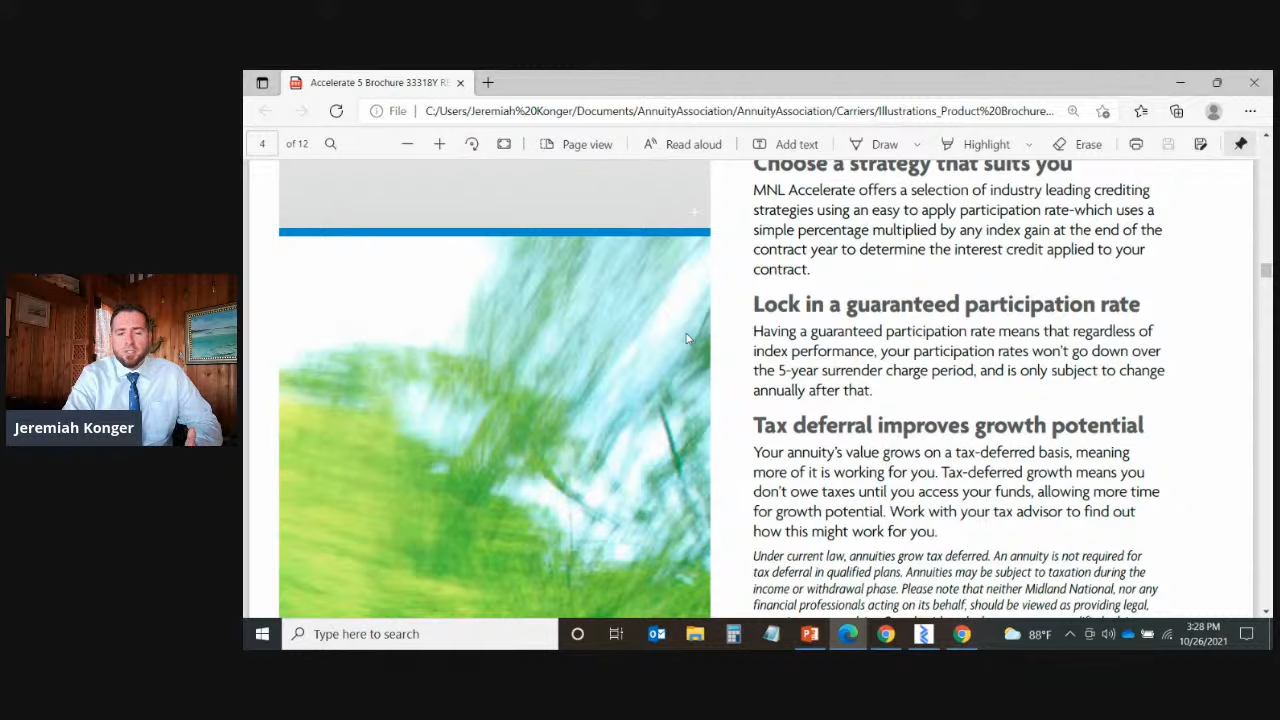 Accelerate 5 Brochure 33318Y RE
File
C:/Users/Jeremiah%20Konger/Documents/AnnuityAssociation/AnnuityAssociation/Carriers/Illustrations_Product%20Brochure...
4 of 12
Page view
Read aloud
Add text
Draw
Highlight
Erase
Choose a strategy that suits you
MNL Accelerate offers a selection of industry leading crediting
strategies using an easy to apply participation rate-which uses a
simple percentage multiplied by any index gain at the end of the
contract year to determine the interest credit applied to your
contract.
Lock in a guaranteed participation rate
Having a guaranteed participation rate means that regardless of
index performance, your participation rates won't go down over
the 5-year surrender charge period, and is only subject to change
annually after that.
Tax deferral improves growth potential
Your annuity's value grows on a tax-deferred basis, meaning
more of it is working for you. Tax-deferred growth means you
don't owe taxes until you access your funds, allowing more time
for growth potential. Work with your tax advisor to find out
how this might work for you.
Under current law, annuities grow tax deferred. An annuity is not required for
tax deferral in qualified plans. Annuities may be subject to taxation during the
income or withdrawal phase. Please note that neither Midland National, nor any
financial professionals acting on its behalf, should be viewed as providing legal,
Jeremiah Konger
Type here to search
88°F
3:28 PM
10/26/2021